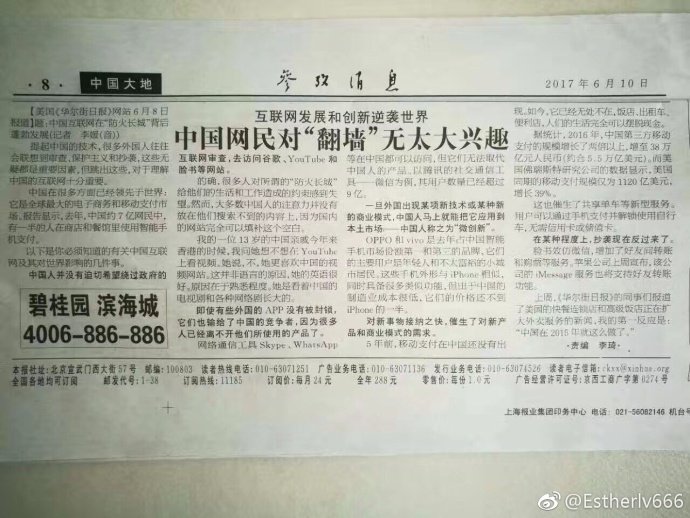 ·8· 中国大地 参考消息 2017年6月10日
互联网发展和创新逆袭世界
中国网民对“翻墙”无太大兴趣
【美国《华尔街日报》网站6月8日
报道】题:中国互联网在“防火长城”背后
蓬勃发展(记者 李媛(音))
提起中国的技术,很多外国人往往
会联想到审查、保护主义和抄袭,这些无
疑都是重要因素,但跳出这些,对于理解
中国的互联网十分重要。
中国在很多方面已经领先于世界:
它是全球最大的电子商务和移动支付市
场,报告显示,去年,中国的7亿网民中,
有一半的人在商店和餐馆里使用智能手
机支付。
以下是你必须知道的有关中国互联
网及其对世界影响的几件事。
中国人并没有迫切希望绕过政府的
碧桂园 滨海城
4006-886-886
互联网审查,去访问谷歌、YouTube和
脸书等网站。
的确,很多人对所谓的“防火长城”
给他们的生活和工作造成的约束感到失
望。然而,大多数中国人的注意力并没有
放在他们搜索不到的内容上,因为国内
的网站完全可以填补这个空白。
我的一位13岁的中国亲戚今年来
香港的时候,我问她想不想在YouTube
上看视频。她说,不,她更喜欢中国的视
频网站,这并非语言的原因,她的英语很
好。原因在于熟悉程度,她是看着中国的
电视剧和各种网络剧长大的。
即使有些外国的APP没有被封锁,
它们也输给了中国的竞争者,因为很多
人已经离不开他们所使用的产品了。
网络通信工具Skype、WhatsApp
等在中国都可以访问,但它们无法取代
中国人的产品,以腾讯的社交通信工
具——微信为例,其用户数量已经超过
9亿。
一旦外国出现某项新技术或某种新
的商业模式,中国人马上就能把它应用到
本土市场——中国人称之为“微创新”。
OPPO和vivo是去年占中国智能
手机市场份额第一和第三的品牌,它们
的主要用户是年轻人和不太富裕的小城
市居民。这些手机外形与iPhone相似,
同时具备很多类似功能,但由于中国的
制造业成本很低,它们的价格还不到
iPhone的一半。
对新事物接纳之快,催生了对新产
品和商业模式的需求。
5年前,移动支付在中国还没有出
现。如今,它已经无处不在,饭店、出租车、
便利店,人们的生活完全可以摆脱现金。
据统计,2016年,中国第三方移动
支付的规模增长了两倍以上,增至38万
亿元人民币(约合5.5万亿美元)。而美
国弗雷斯特研究公司的数据显示,美国
同期的移动支付规模仅为1120亿美元,
增长39%。
这也催生了共享单车等新型服务。
用户可以通过手机支付并解锁使用自行
车,无需信用卡或储值卡。
在某种程度上,抄袭现在反过来了。
脸书效仿微信,增加了好友间转账
和订餐等服务,苹果公司上周宣布,该公
司的iMessage服务也将支持好友转账
功能。
上周,《华尔街日报》的同事们报道
了美国的快餐连锁店和高级饭店正在扩
大外卖服务的新闻,我的第一反应是:
“中国在2015年就这么做了。”
·责编 李琦·
本报社址:北京宣武门西大街57号 邮编:100803 读者热线电话:010-63071251 广告业务电话:010-63071136 发行业务电话:010-63074526 读者电子信箱:ckxx@xinhua.org
全国各地均可订阅 邮发代号:1-38 订阅热线:11185 订阅价:每月24元 全年288元 零售价:每份1.0元 广告经营许可证号:京西工商广字第0274号
上海报业集团印务中心 电话: 021-56082146 机台号
@Estherlv666